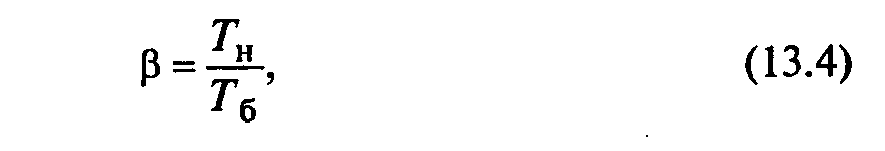 β = Tн/Tб, (13.4)